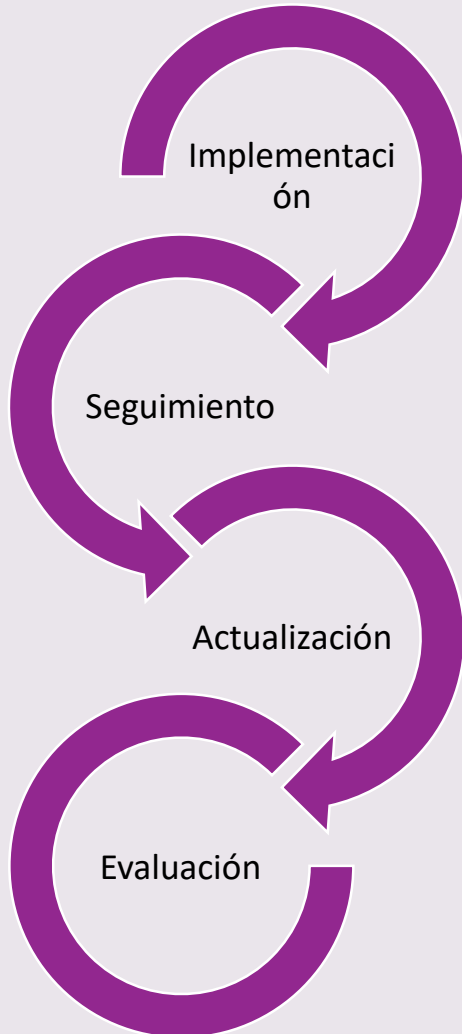 Implementaci
ón
Seguimiento
Actualización
Evaluación